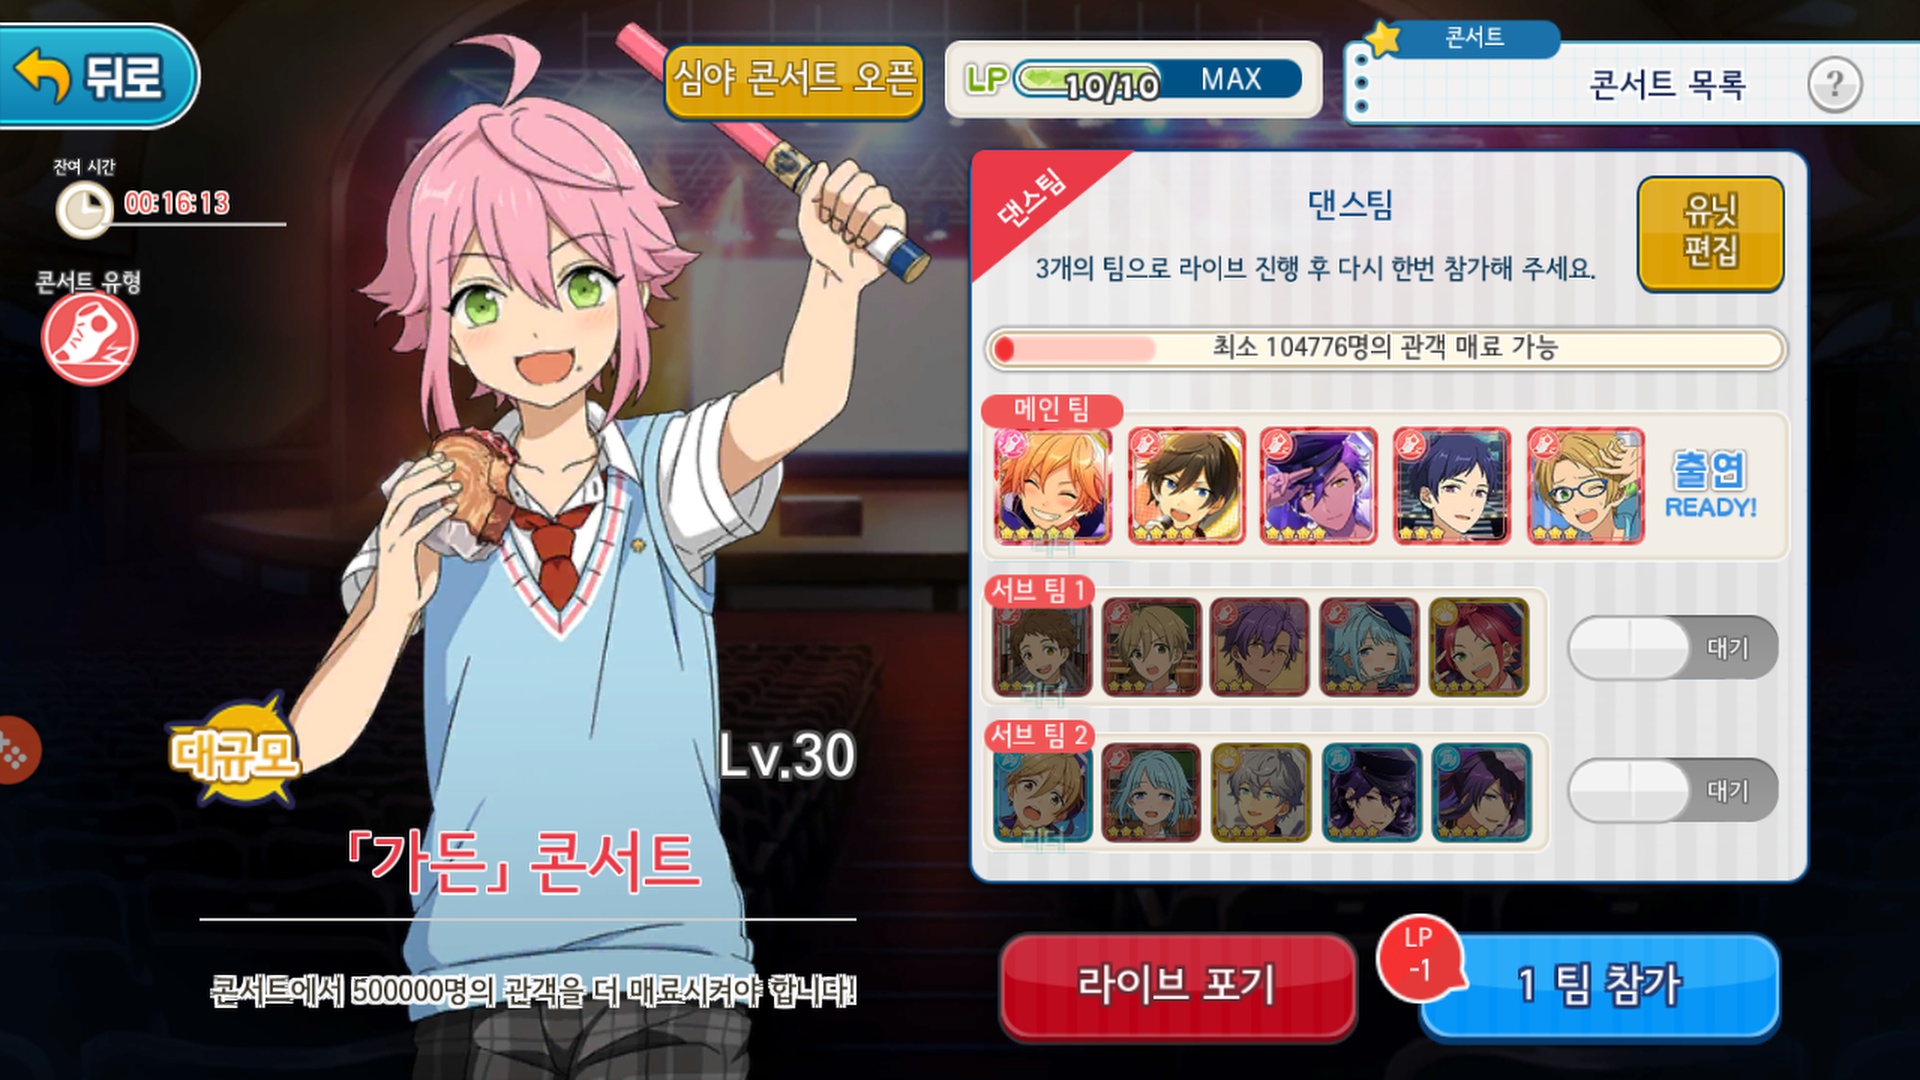 뒤로
심야 콘서트 오픈
LP 10/10 MAX
콘서트
콘서트 목록
?
잔여 시간
00:16:13
콘서트 유형
댄스팀
댄스팀
유닛
편집
3개의 팀으로 라이브 진행 후 다시 한번 참가해 주세요.
최소 104776명의 관객 매료 가능
메인 팀
리더
출연
READY!
서브 팀 1
리더
대기
서브 팀 2
리더
대기
대규모
Lv.30
「가든」 콘서트
콘서트에서 500000명의 관객을 더 매료시켜야 합니다!
라이브 포기
LP
-1
1 팀 참가